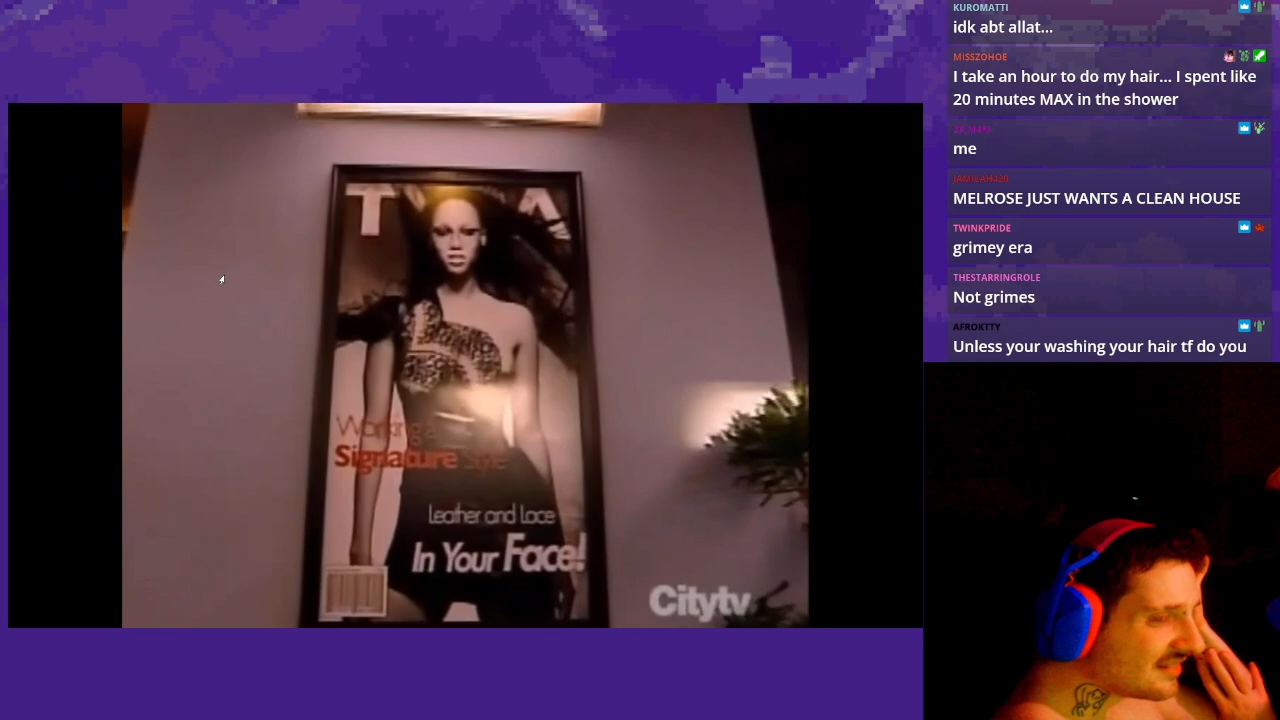 T A
Working a
Signature Style
Leather and Lace
In Your Face!
Citytv
KUROMATTI
idk abt allat...
MISSZOHOE
I take an hour to do my hair... I spent like
20 minutes MAX in the shower
me
JAMILAH420
MELROSE JUST WANTS A CLEAN HOUSE
TWINKPRIDE
grimey era
THESTARRINGROLE
Not grimes
AFROKTTY
Unless your washing your hair tf do you